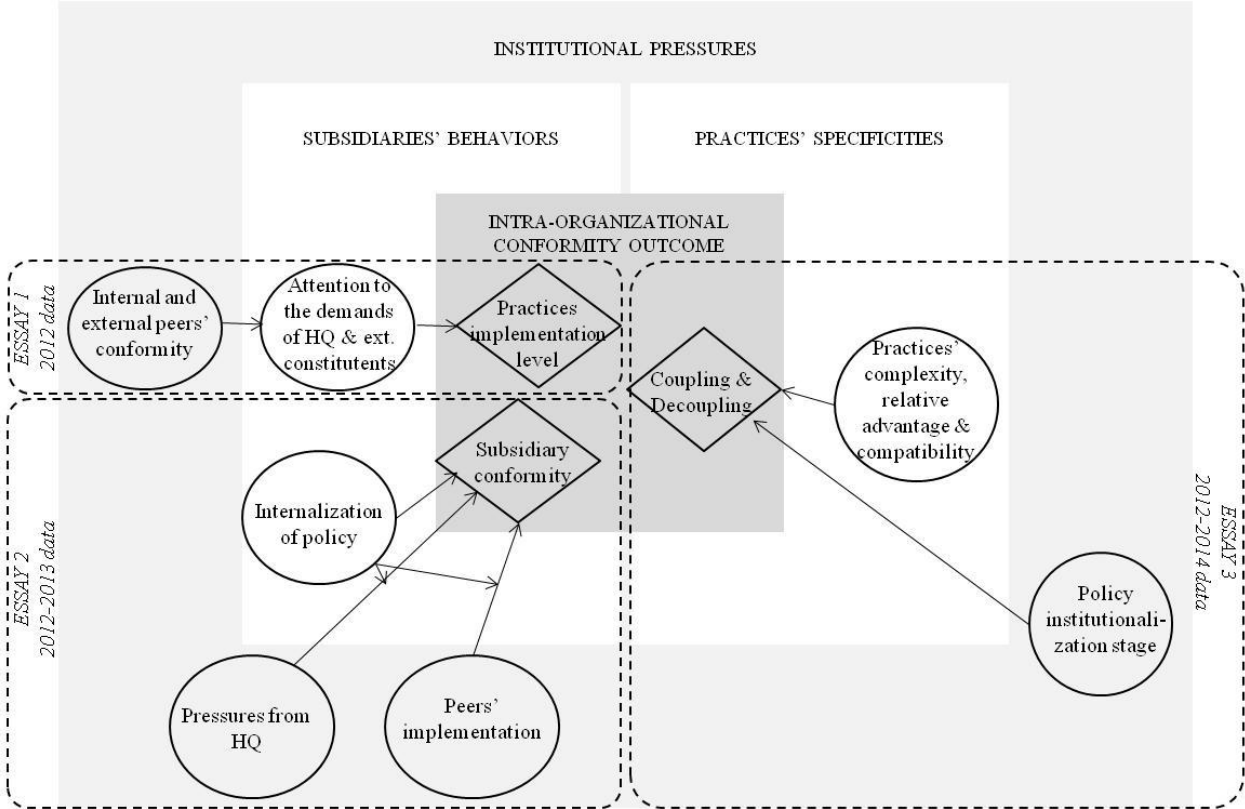 INSTITUTIONAL PRESSURES
SUBSIDIARIES' BEHAVIORS
PRACTICES' SPECIFICITIES
INTRA-ORGANIZATIONAL
CONFORMITY OUTCOME
ESSAY 1
2012 data
Internal and
external peers'
conformity
Attention to
the demands
of HQ & ext.
constitutents
Practices
implementation
level
Coupling &
Decoupling
Practices'
complexity,
relative
advantage &
compatibility
ESSAY 2
2012-2013 data
Subsidiary
conformity
Internalization
of policy
Pressures from
HQ
Peers'
implementation
ESSAY 3
2012-2014 data
Policy
institutionali-
zation stage